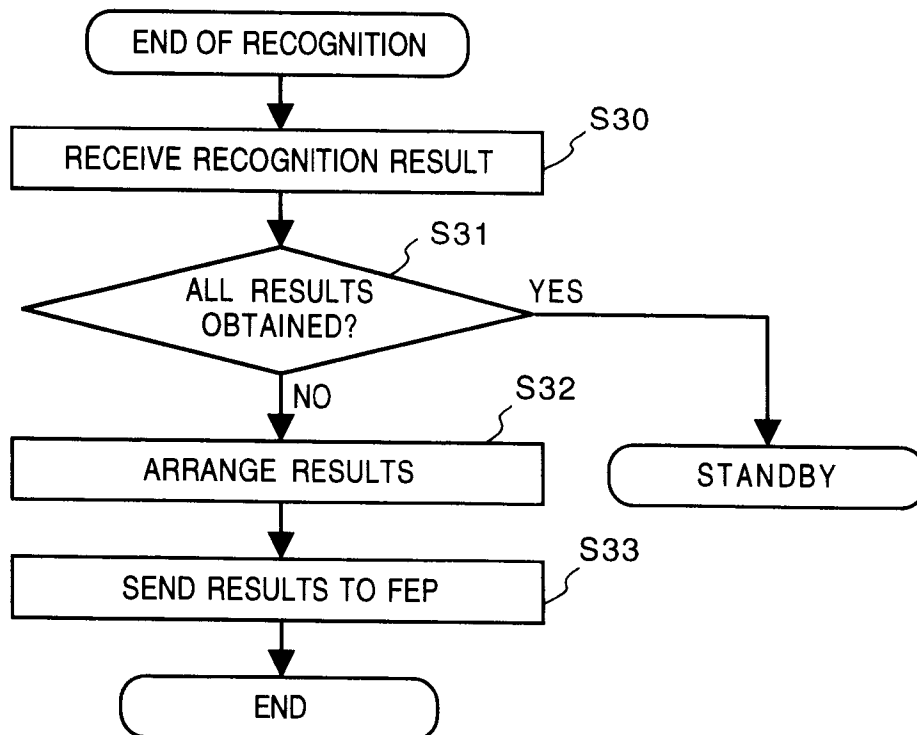 END OF RECOGNITION
S30
RECEIVE RECOGNITION RESULT
S31
ALL RESULTS
OBTAINED?
YES
NO
S32
ARRANGE RESULTS
STANDBY
S33
SEND RESULTS TO FEP
END